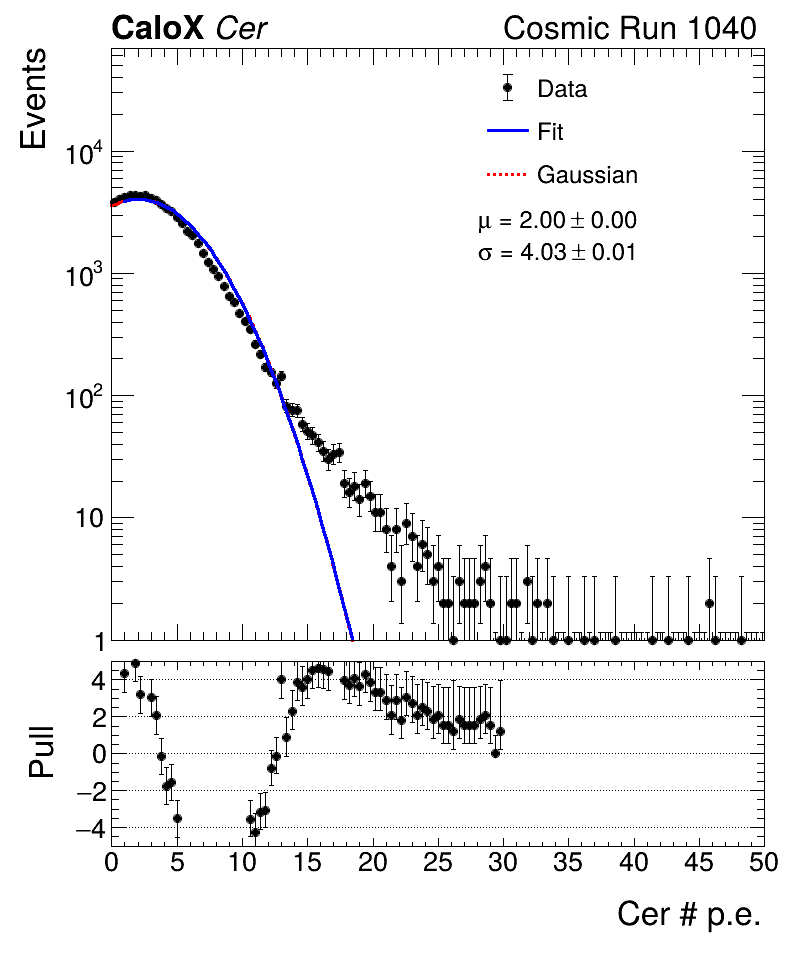 CaloX Cer Cosmic Run 1040
Events
Data
Fit
Gaussian
μ = 2.00 ± 0.00
σ = 4.03 ± 0.01
10⁴
10³
10²
10
1
Pull
4
2
0
−2
−4
0 5 10 15 20 25 30 35 40 45 50
Cer # p.e.